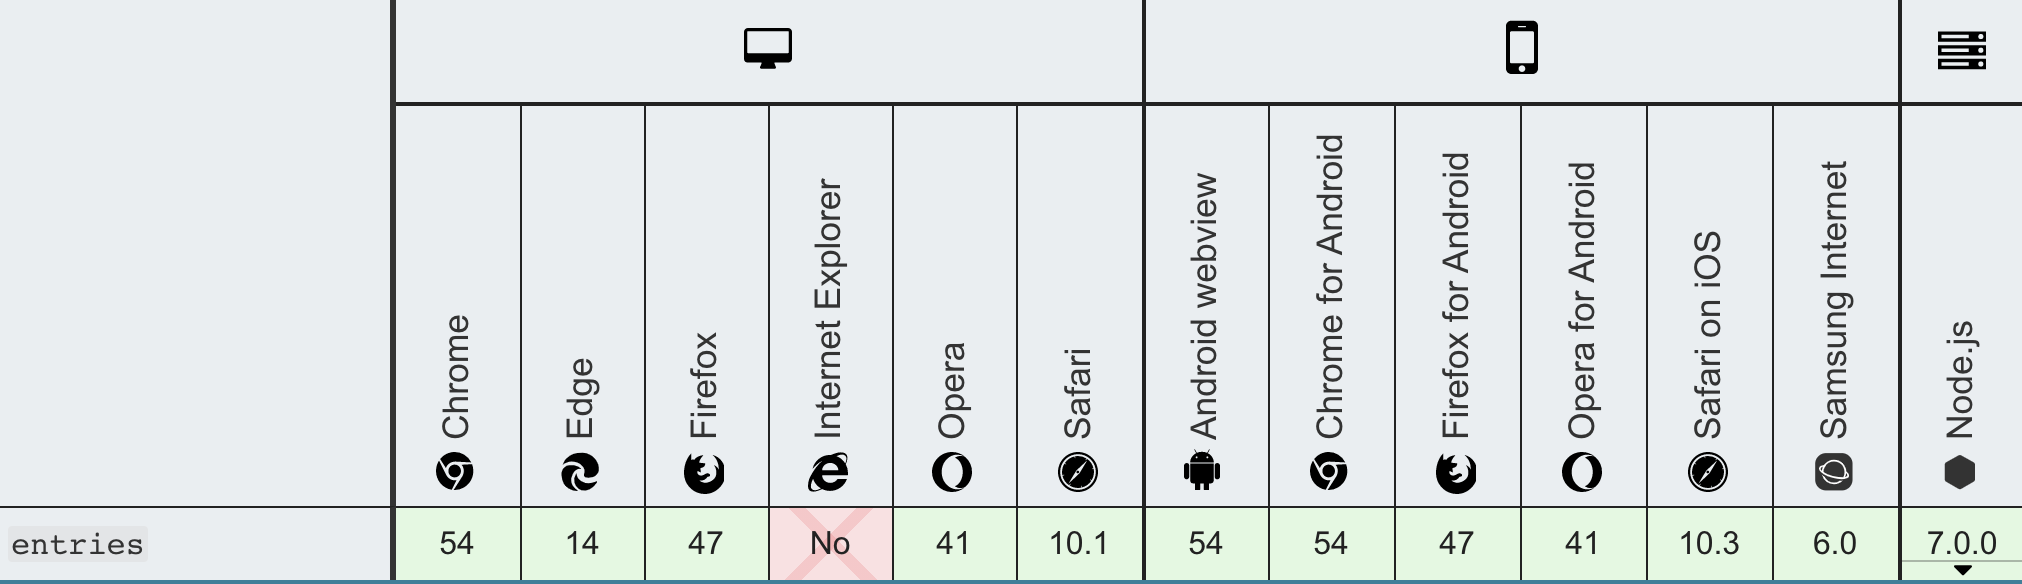 Chrome
Edge
Firefox
Internet Explorer
Opera
Safari
Android webview
Chrome for Android
Firefox for Android
Opera for Android
Safari on iOS
Samsung Internet
Node.js
entries 54 14 47 No 41 10.1 54 54 47 41 10.3 6.0 7.0.0